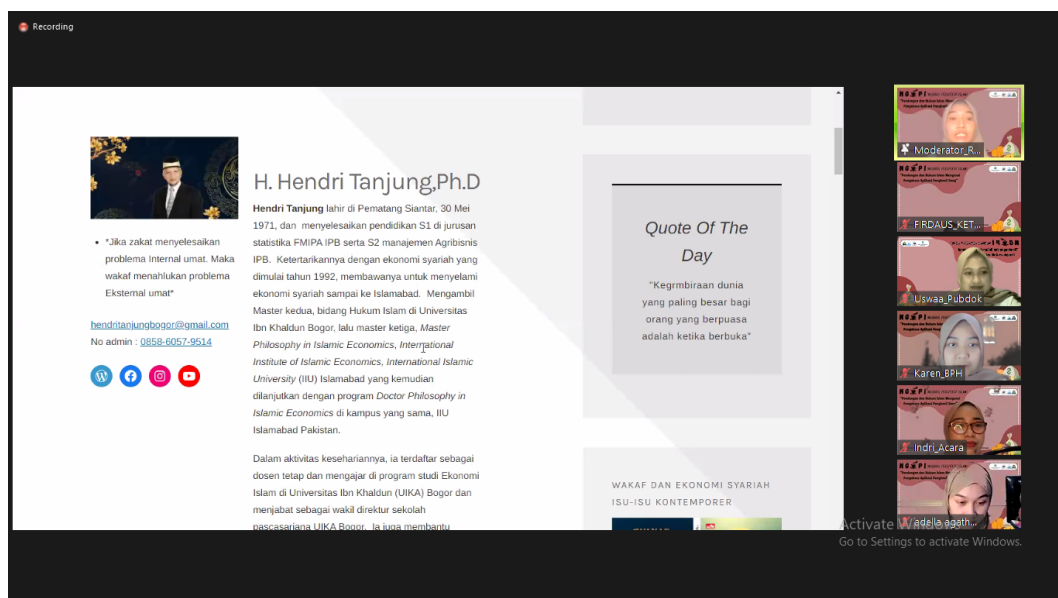 Recording
• *Jika zakat menyelesaikan
problema Internal umat. Maka
wakaf menahlukan problema
Eksternal umat*
hendritanjungbogor@gmail.com
No admin : 0858-6057-9514
H. Hendri Tanjung,Ph.D
Hendri Tanjung lahir di Pematang Siantar, 30 Mei
1971, dan menyelesaikan pendidikan S1 di jurusan
statistika FMIPA IPB serta S2 manajemen Agribisnis
IPB. Ketertarikannya dengan ekonomi syariah yang
dimulai tahun 1992, membawanya untuk menyelami
ekonomi syariah sampai ke Islamabad. Mengambil
Master kedua, bidang Hukum Islam di Universitas
Ibn Khaldun Bogor, lalu master ketiga, Master
Philosophy in Islamic Economics, International
Institute of Islamic Economics, International Islamic
University (IIU) Islamabad yang kemudian
dilanjutkan dengan program Doctor Philosophy in
Islamic Economics di kampus yang sama, IIU
Islamabad Pakistan.
Dalam aktivitas kesehariannya, ia terdaftar sebagai
dosen tetap dan mengajar di program studi Ekonomi
Islam di Universitas Ibn Khaldun (UIKA) Bogor dan
menjabat sebagai wakil direktur sekolah
pascasarjana UIKA Bogor. Ia juga membantu
Quote Of The
Day
"Kegrmbiraan dunia
yang paling besar bagi
orang yang berpuasa
adalah ketika berbuka"
WAKAF DAN EKONOMI SYARIAH
ISU-ISU KONTEMPORER
Moderator_R...
FIRDAUS_KET...
Uswaa_Pubdok
Karen_BPH
Indri_Acara
adella agath...
Activate Windows
Go to Settings to activate Windows.